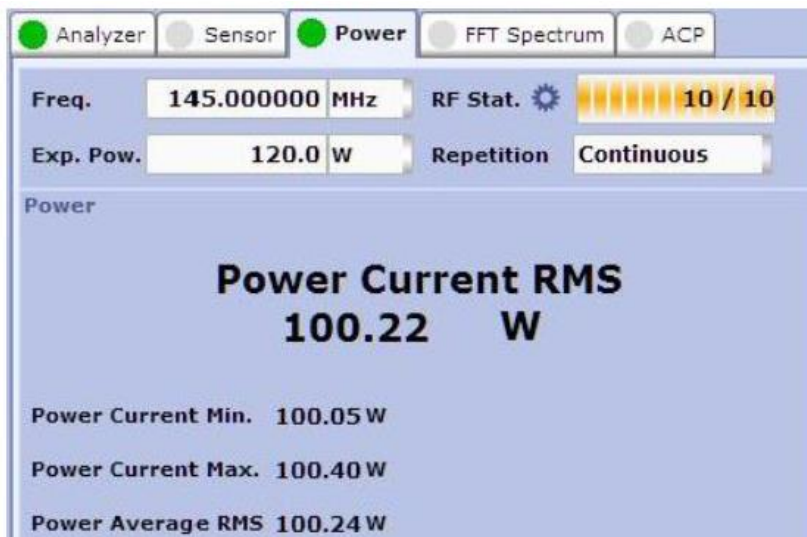 Analyzer Sensor Power FFT Spectrum ACP
Freq. 145.000000 MHz RF Stat. 10 / 10
Exp. Pow. 120.0 W Repetition Continuous
Power
Power Current RMS
100.22 W
Power Current Min. 100.05 W
Power Current Max. 100.40 W
Power Average RMS 100.24 W